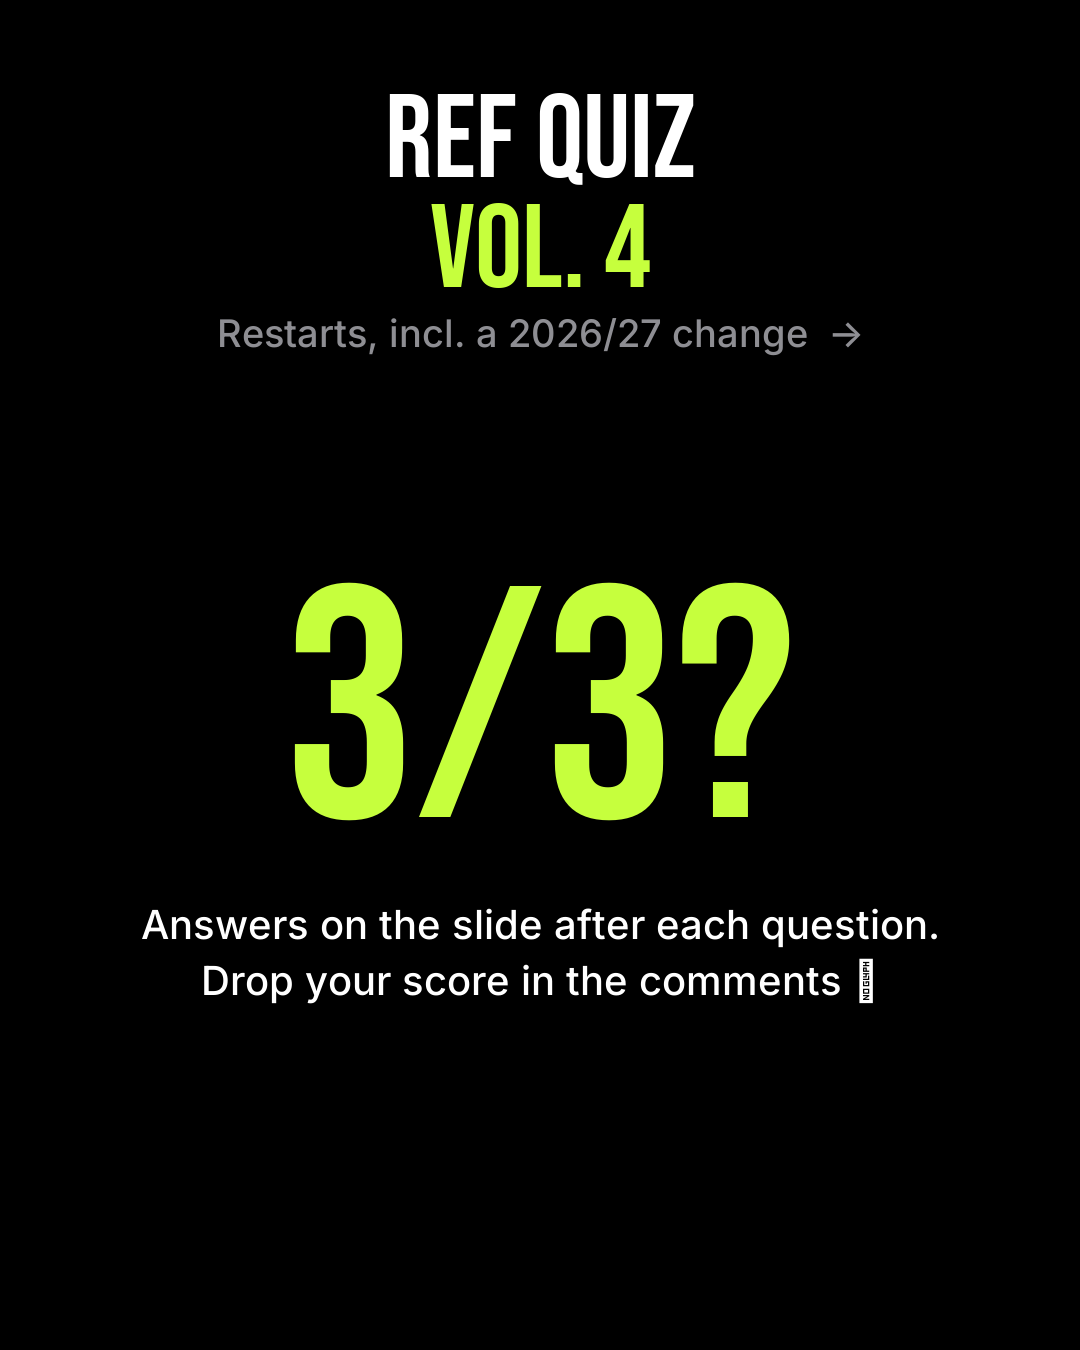 REF QUIZ
VOL. 4
Restarts, incl. a 2026/27 change →
3/3?
Answers on the slide after each question.
Drop your score in the comments